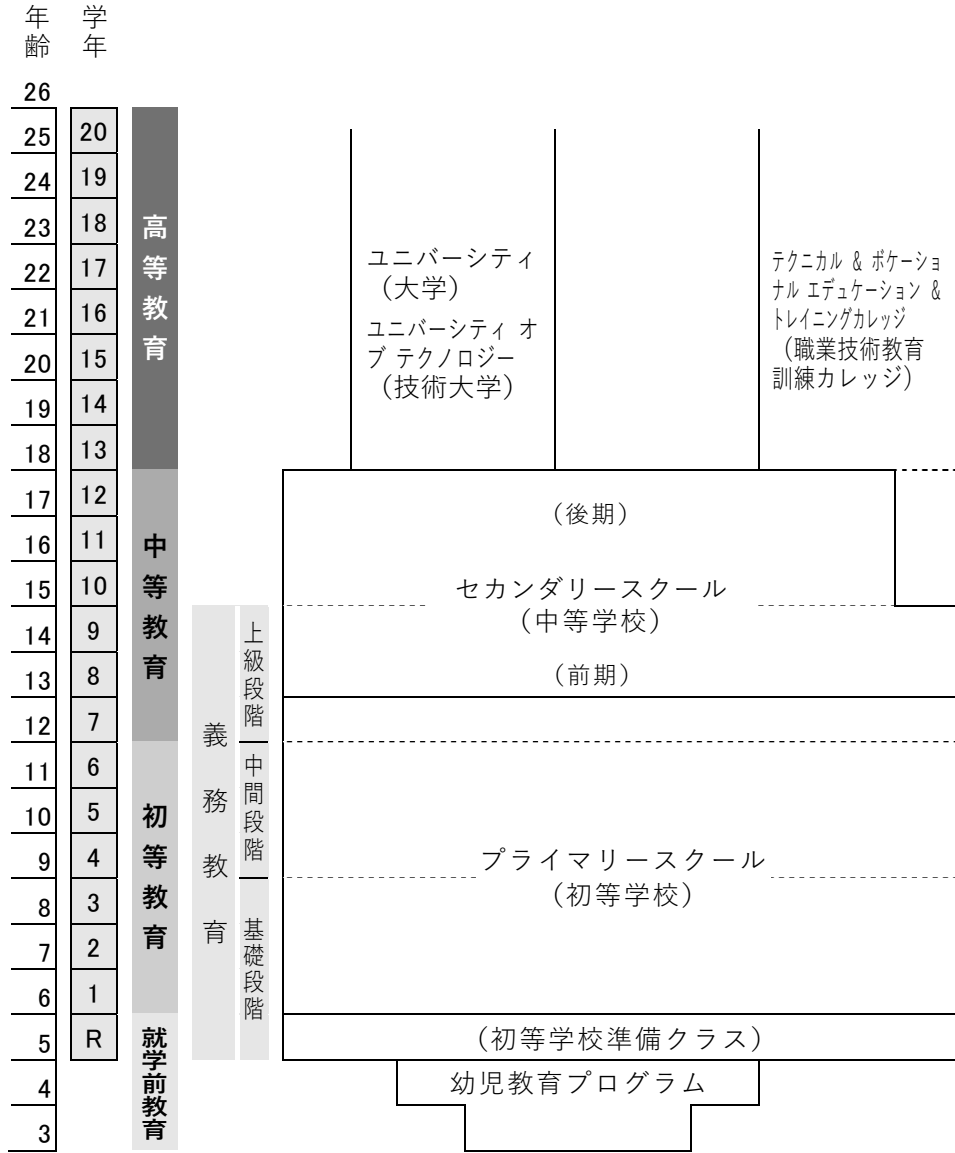 年齢
学年
26
25 20
24 19
23 18
22 17
21 16
20 15
19 14
18 13
17 12
16 11
15 10
14 9
13 8
12 7
11 6
10 5
9 4
8 3
7 2
6 1
5 R
4
3
高等教育
中等教育
初等教育
就学前教育
義務教育
上級段階
中間段階
基礎段階
ユニバーシティ
（大学）
ユニバーシティ オ
ブ テクノロジー
（技術大学）
テクニカル & ボケーショ
ナル エデュケーション &
トレイニングカレッジ
（職業技術教育
訓練カレッジ）
（後期）
セカンダリースクール
（中等学校）
（前期）
プライマリースクール
（初等学校）
（初等学校準備クラス）
幼児教育プログラム